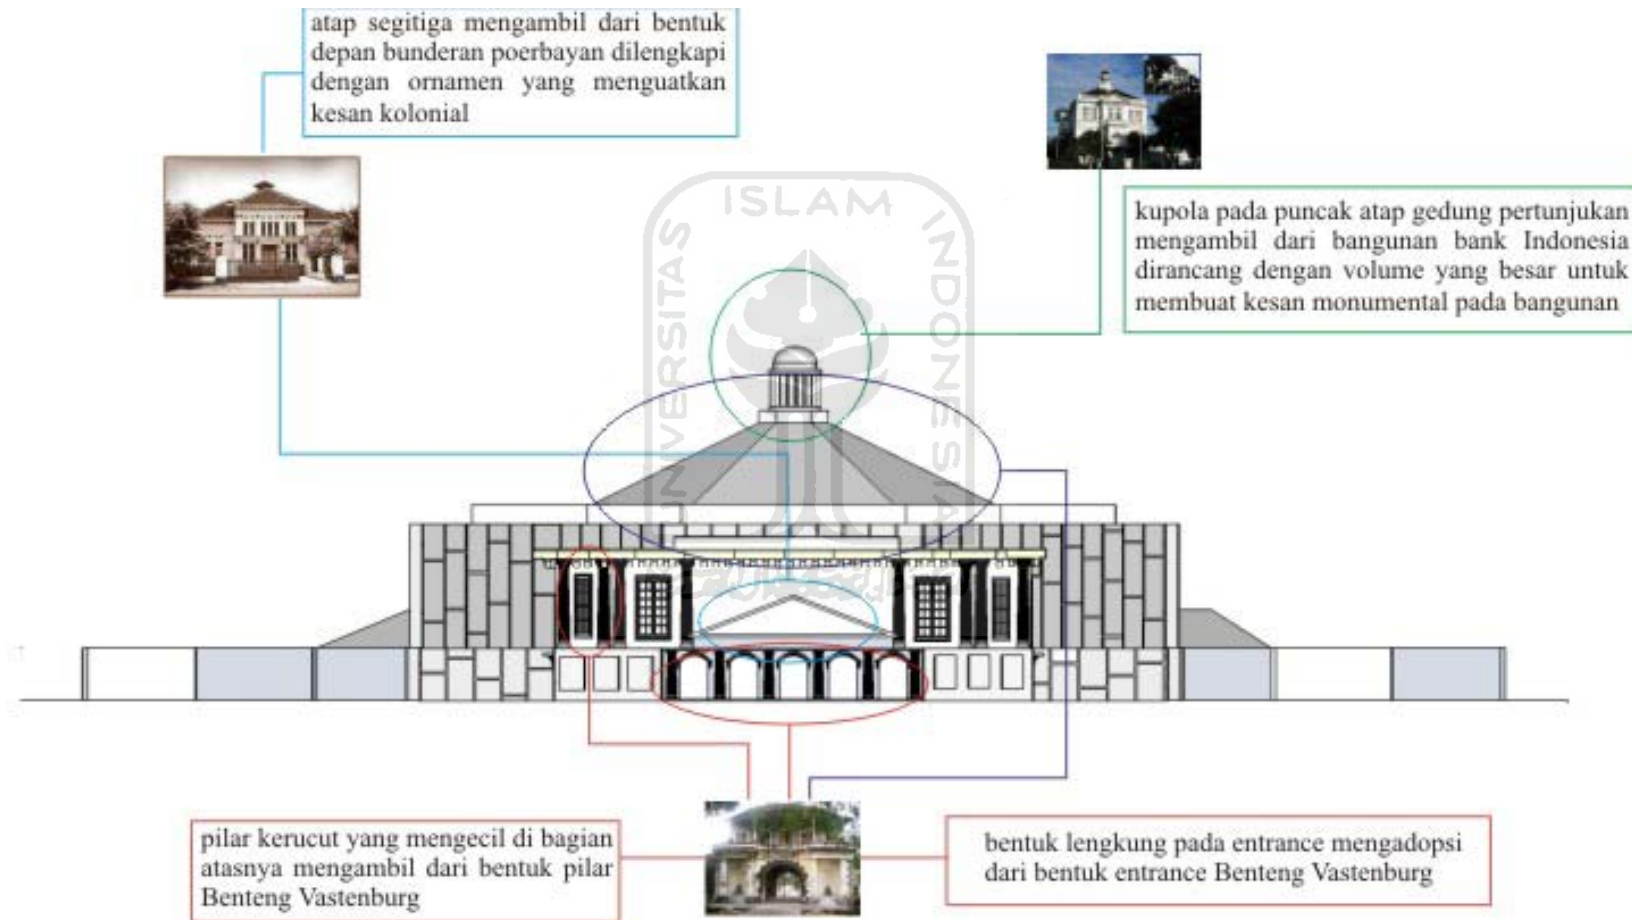 atap segitiga mengambil dari bentuk
depan bunderan poerbayan dilengkapi
dengan ornamen yang menguatkan
kesan kolonial
kupola pada puncak atap gedung pertunjukan
mengambil dari bangunan bank Indonesia
dirancang dengan volume yang besar untuk
membuat kesan monumental pada bangunan
UNIVERSITAS
ISLAM
INDONESIA
pilar kerucut yang mengecil di bagian
atasnya mengambil dari bentuk pilar
Benteng Vastenburg
bentuk lengkung pada entrance mengadopsi
dari bentuk entrance Benteng Vastenburg